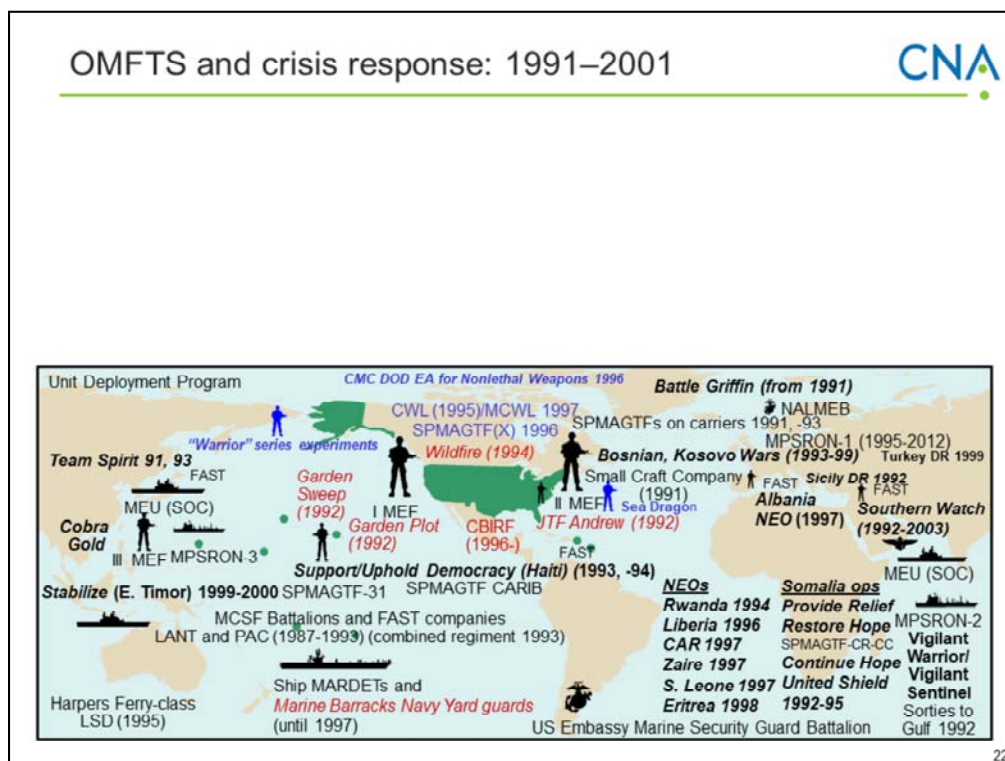 OMFTS and crisis response: 1991–2001
CNA
Unit Deployment Program
CMC DOD EA for Nonlethal Weapons 1996
Battle Griffin (from 1991)
NALMEB
CWL (1995)/MCWL 1997
SPMAGTF(X) 1996
SPMAGTFs on carriers 1991, -93
"Warrior" series experiments
Wildfire (1994)
MPSRON-1 (1995-2012)
Bosnian, Kosovo Wars (1993-99)
Turkey DR 1999
Team Spirit 91, 93
FAST
Garden
Sweep
(1992)
Small Craft Company
(1991)
FAST
Sicily DR 1992
FAST
MEU (SOC)
I MEF
II MEF
Sea Dragon
Albania
NEO (1997)
Southern Watch
(1992-2003)
Cobra
Gold
III MEF
MPSRON-3
Garden Plot
(1992)
CBIRF
(1996-)
JTF Andrew (1992)
FAST
MEU (SOC)
Support/Uphold Democracy (Haiti) (1993, -94)
Stabilize (E. Timor) 1999-2000
SPMAGTF-31
SPMAGTF CARIB
MCSF Battalions and FAST companies
LANT and PAC (1987-1993) (combined regiment 1993)
NEOs
Rwanda 1994
Liberia 1996
CAR 1997
Zaire 1997
S. Leone 1997
Eritrea 1998
Somalia ops
Provide Relief
Restore Hope
SPMAGTF-CR-CC
Continue Hope
United Shield
1992-95
MPSRON-2
Vigilant
Warrior/
Vigilant
Sentinel
Sorties to
Gulf 1992
Harpers Ferry-class
LSD (1995)
Ship MARDETs and
Marine Barracks Navy Yard guards
(until 1997)
US Embassy Marine Security Guard Battalion
22